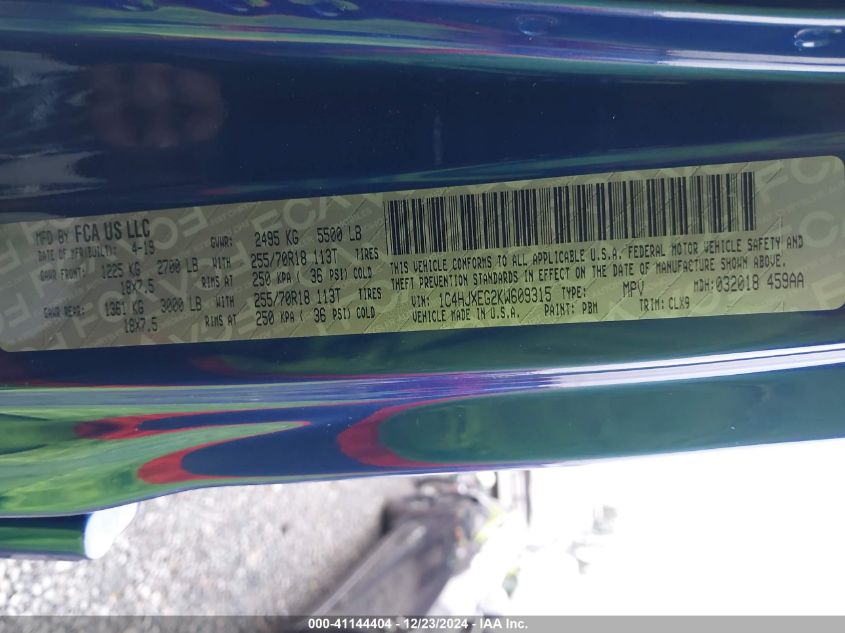 MFD BY FCA US LLC
DATE OF MFR(BUILT): 4-19
GVWR: 2495 KG 5500 LB
GAWR FRONT: 1225 KG 2700 LB WITH 255/70R18 113T TIRES
18X7.5 RIMS AT 250 KPA ( 36 PSI) COLD
GAWR REAR: 1361 KG 3000 LB WITH 255/70R18 113T TIRES
18X7.5 RIMS AT 250 KPA ( 36 PSI) COLD
THIS VEHICLE CONFORMS TO ALL APPLICABLE U.S.A. FEDERAL MOTOR VEHICLE SAFETY AND
THEFT PREVENTION STANDARDS IN EFFECT ON THE DATE OF MANUFACTURE SHOWN ABOVE.
VIN: 1C4HJXEG2KW609315 TYPE: MPV MDH: 032018 459AA
VEHICLE MADE IN U.S.A. PAINT: PBM TRIM: CLX9
000-41144404 - 12/23/2024 - IAA Inc.